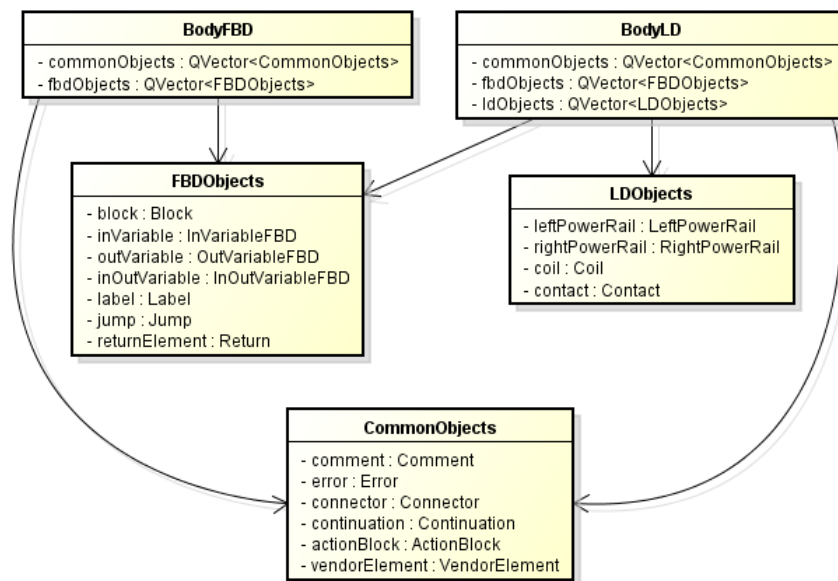 BodyFBD
- commonObjects : QVector<CommonObjects>
- fbdObjects : QVector<FBDObjects>
BodyLD
- commonObjects : QVector<CommonObjects>
- fbdObjects : QVector<FBDObjects>
- ldObjects : QVector<LDObjects>
FBDObjects
- block : Block
- inVariable : InVariableFBD
- outVariable : OutVariableFBD
- inOutVariable : InOutVariableFBD
- label : Label
- jump : Jump
- returnElement : Return
LDObjects
- leftPowerRail : LeftPowerRail
- rightPowerRail : RightPowerRail
- coil : Coil
- contact : Contact
CommonObjects
- comment : Comment
- error : Error
- connector : Connector
- continuation : Continuation
- actionBlock : ActionBlock
- vendorElement : VendorElement